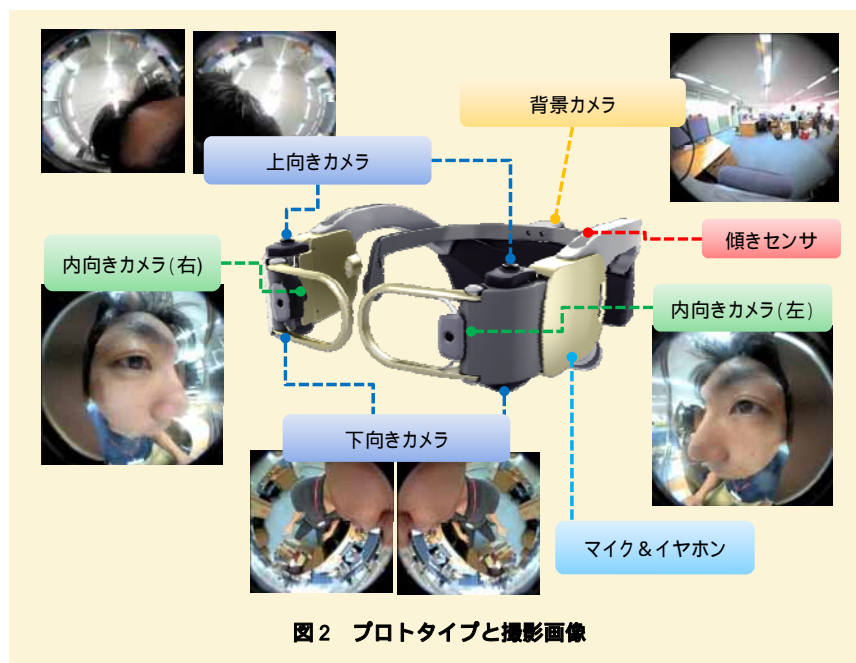 背景カメラ
上向きカメラ
傾きセンサ
内向きカメラ(右)
内向きカメラ(左)
下向きカメラ
マイク&イヤホン
図2 プロトタイプと撮影画像